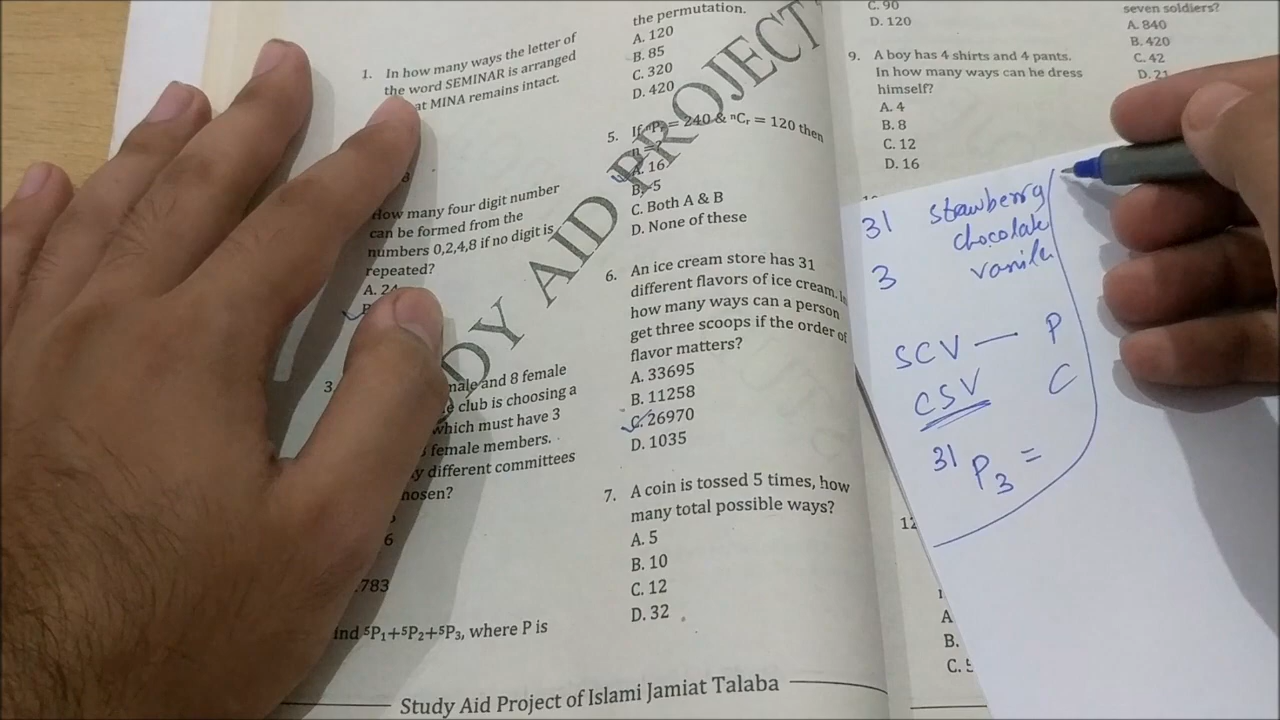 1. In how many ways the letter of
the word SEMINAR is arranged
at MINA remains intact.
How many four digit number
can be formed from the
numbers 0,2,4,8 if no digit is
repeated?
A. 24
3.
male and 8 female
club is choosing a
which must have 3
female members.
different committees
6
783
5P1+5P2+5P3, where P is
the permutation.
A. 120
B. 85
C. 320
D. 420
5. If nPr = 240 & nCr = 120 then
n = ?
A. 16
B. -5
C. Both A & B
D. None of these
6. An ice cream store has 31
different flavors of ice cream. In
how many ways can a person
get three scoops if the order of
flavor matters?
A. 33695
B. 11258
C. 26970
D. 1035
7. A coin is tossed 5 times, how
many total possible ways?
A. 5
B. 10
C. 12
D. 32
C. 90
D. 120
9. A boy has 4 shirts and 4 pants.
In how many ways can he dress
himself?
A. 4
B. 8
C. 12
D. 16
12
A
B.
C.
seven soldiers?
A. 840
B. 420
C. 42
D. 21
31 strawberry
chocolate
3 vanila
SCV — P
CSV C
31P3 =
STUDY AID PROJECT
Study Aid Project of Islami Jamiat Talaba